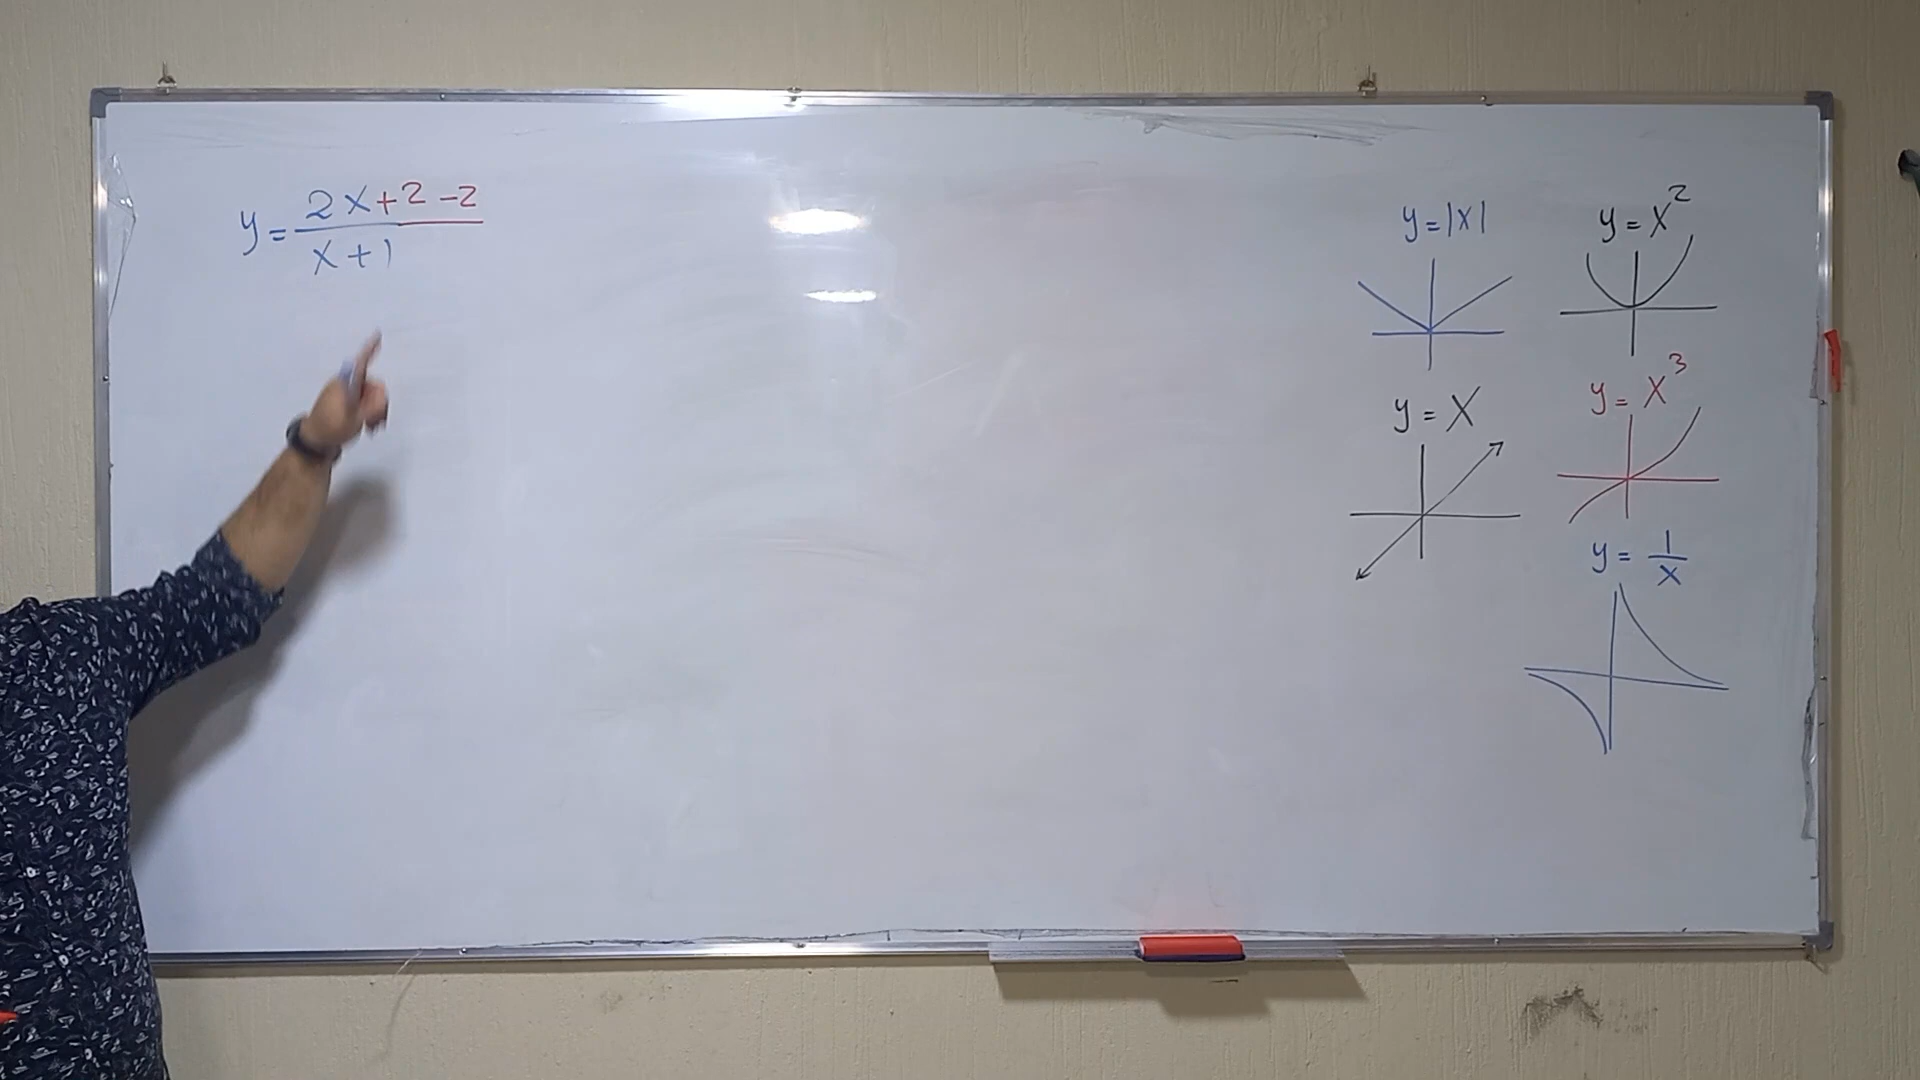 y = (2x+2-2)/(x+1)
y=|x|
y=x²
y=x
y=x³
y=1/x